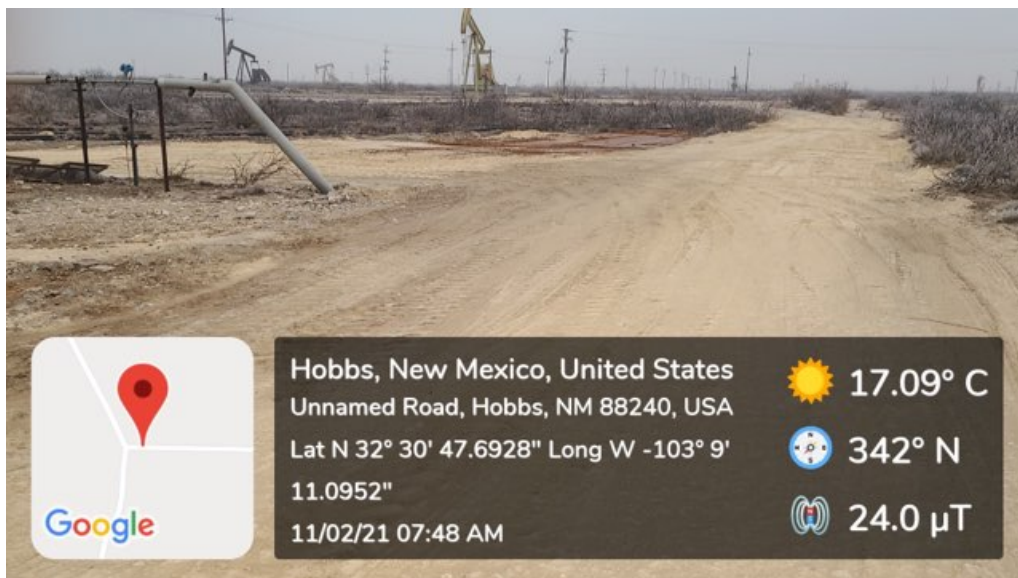 Hobbs, New Mexico, United States
Unnamed Road, Hobbs, NM 88240, USA
Lat N 32° 30' 47.6928" Long W -103° 9'
11.0952"
11/02/21 07:48 AM
17.09° C
342° N
24.0 µT
Google